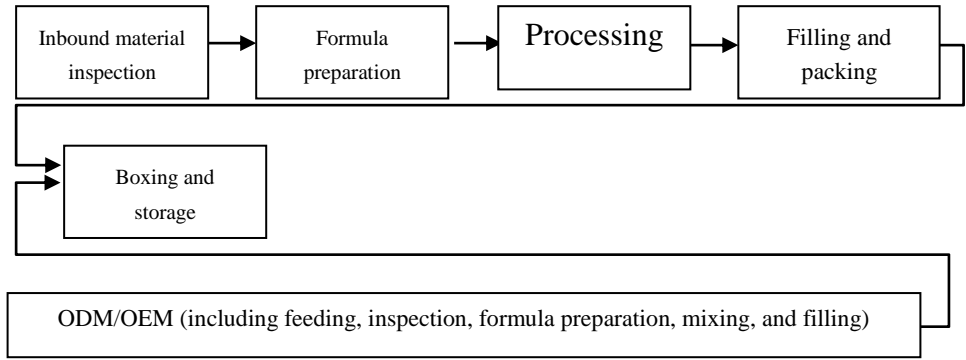 Inbound material
inspection
Formula
preparation
Processing
Filling and
packing
Boxing and
storage
ODM/OEM (including feeding, inspection, formula preparation, mixing, and filling)